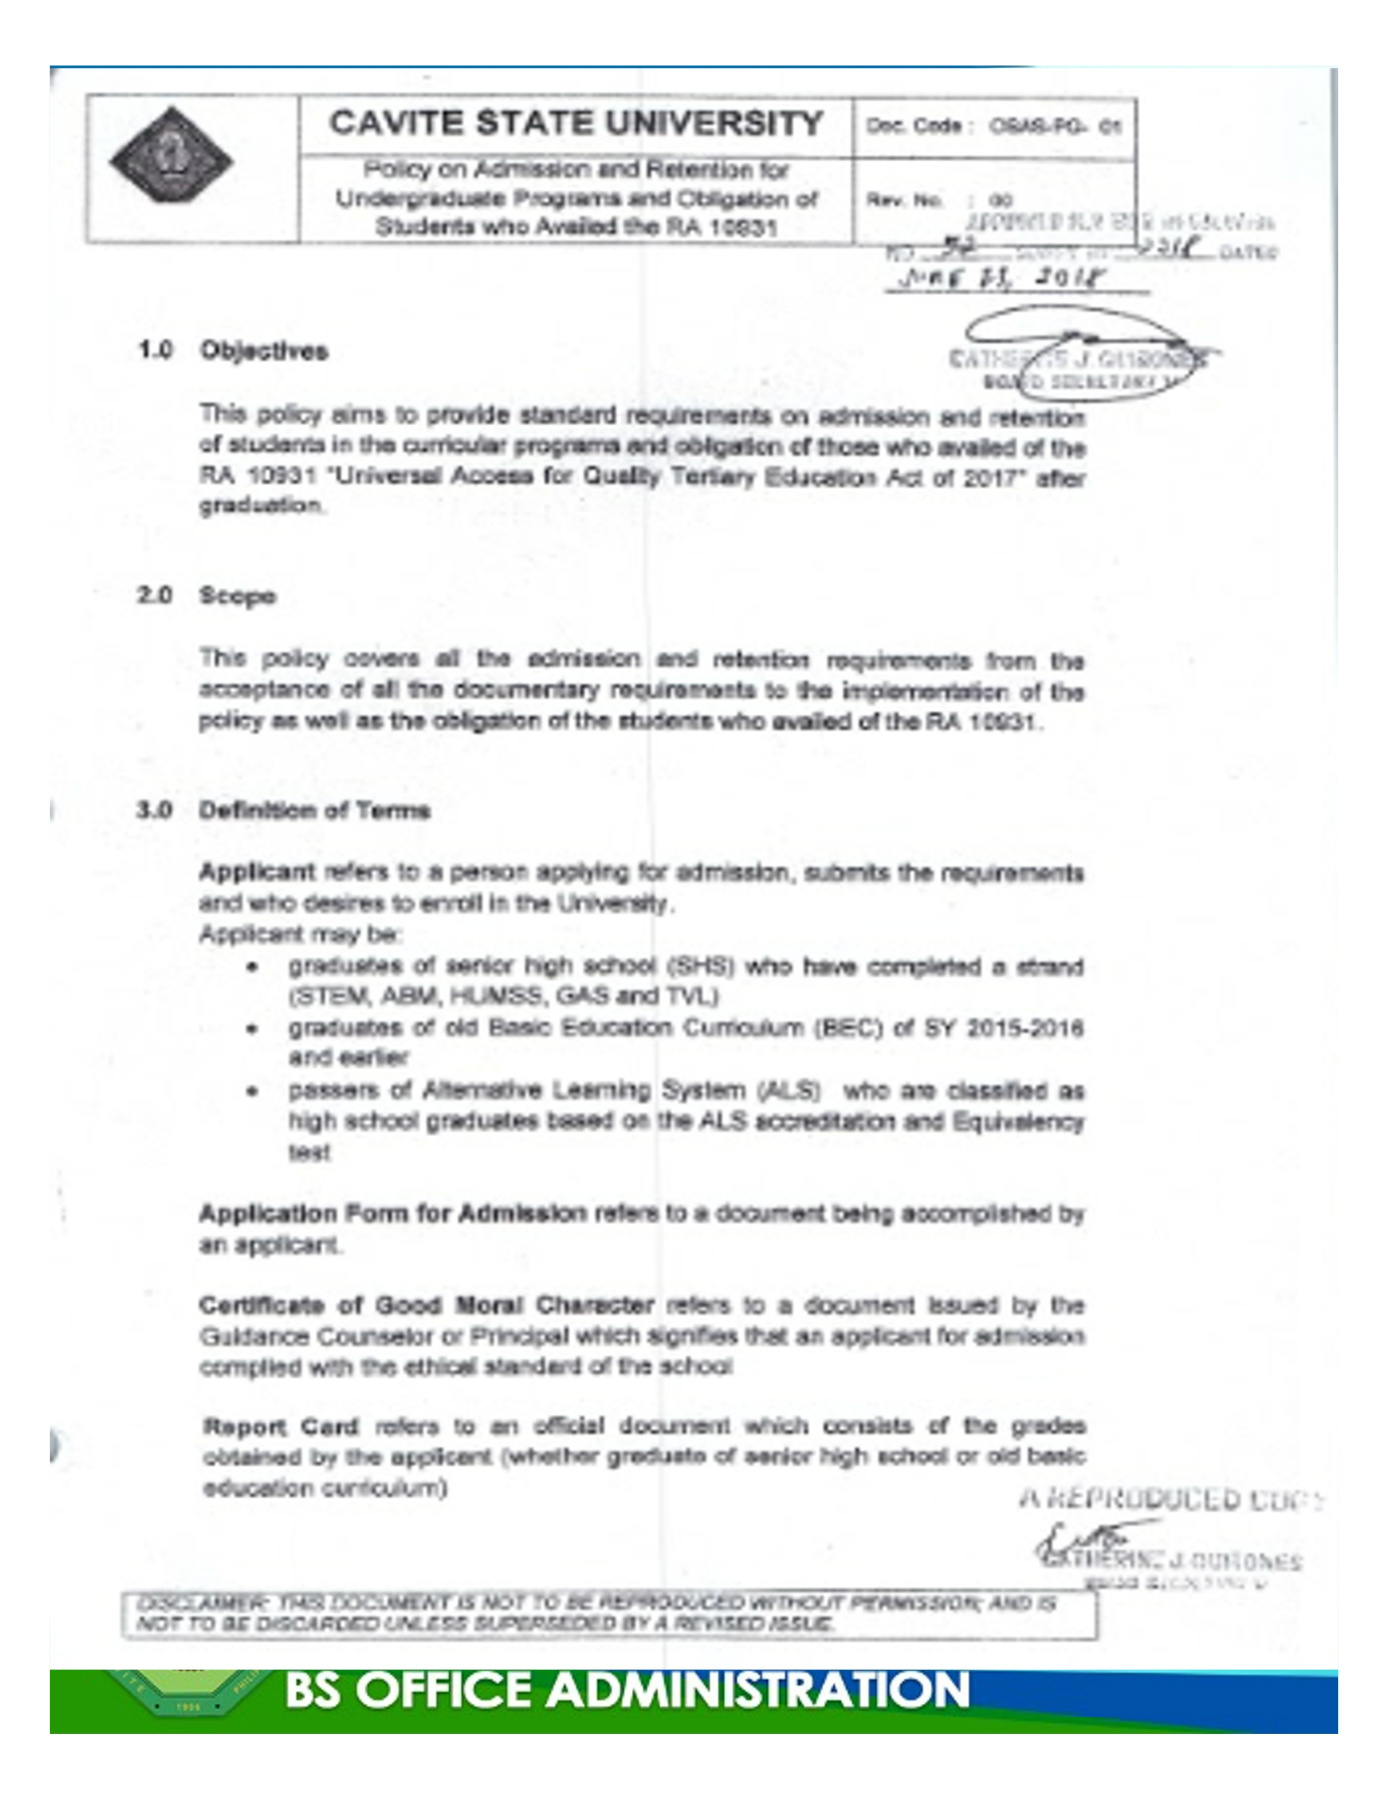 CAVITE STATE UNIVERSITY
Policy on Admission and Retention for
Undergraduate Programs and Obligation of
Students who Availed the RA 10931
Doc. Code : OSAS-PG- 01
Rev. No. : 00
NO. 52 2018 DATED
JUNE 2018
CATHERINE J. QUIÑONES
BOARD SECRETARY V
1.0 Objectives
This policy aims to provide standard requirements on admission and retention
of students in the curricular programs and obligation of those who availed of the
RA 10931 "Universal Access for Quality Tertiary Education Act of 2017" after
graduation.
2.0 Scope
This policy covers all the admission and retention requirements from the
acceptance of all the documentary requirements to the implementation of the
policy as well as the obligation of the students who availed of the RA 10931.
3.0 Definition of Terms
Applicant refers to a person applying for admission, submits the requirements
and who desires to enroll in the University.
Applicant may be:
• graduates of senior high school (SHS) who have completed a strand
(STEM, ABM, HUMSS, GAS and TVL)
• graduates of old Basic Education Curriculum (BEC) of SY 2015-2016
and earlier
• passers of Alternative Learning System (ALS) who are classified as
high school graduates based on the ALS accreditation and Equivalency
test
Application Form for Admission refers to a document being accomplished by
an applicant.
Certificate of Good Moral Character refers to a document issued by the
Guidance Counselor or Principal which signifies that an applicant for admission
complied with the ethical standard of the school
Report Card refers to an official document which consists of the grades
obtained by the applicant (whether graduate of senior high school or old basic
education curriculum)
A REPRODUCED COPY
CATHERINE J. QUIÑONES
BOARD SECRETARY V
DISCLAIMER: THIS DOCUMENT IS NOT TO BE REPRODUCED WITHOUT PERMISSION; AND IS
NOT TO BE DISCARDED UNLESS SUPERSEDED BY A REVISED ISSUE.
1906
BS OFFICE ADMINISTRATION